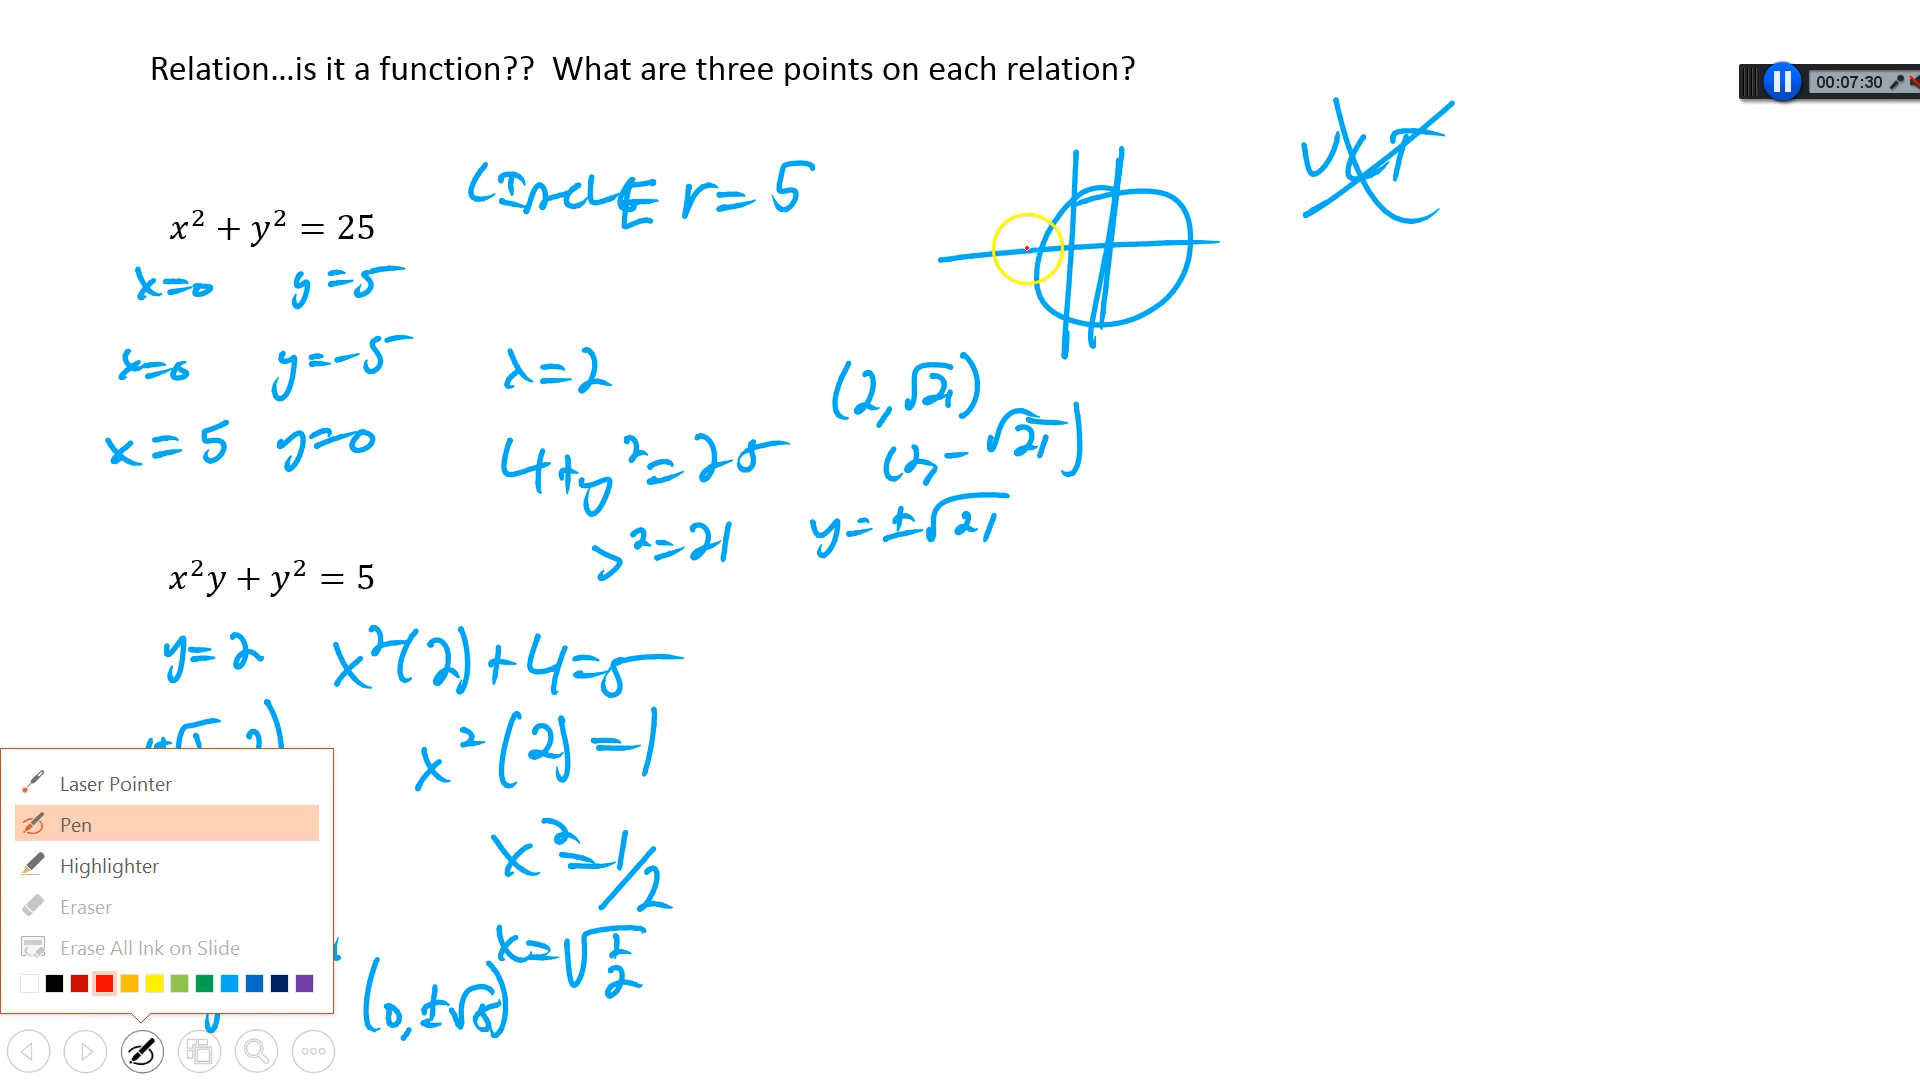 Relation...is it a function?? What are three points on each relation?
00:07:30
VLT
CIRCLE r = 5
x² + y² = 25
x=0 y=5
x=0 y=-5
x=2
(2, √21)
x=5 y=0
4+y²=25
(2, -√21)
y²=21
y=±√21
x²y + y² = 5
y=2
x²(2)+4=5
x²(2)=1
x²=1/2
x=√1/2
(0, ±√5)
Laser Pointer
Pen
Highlighter
Eraser
Erase All Ink on Slide